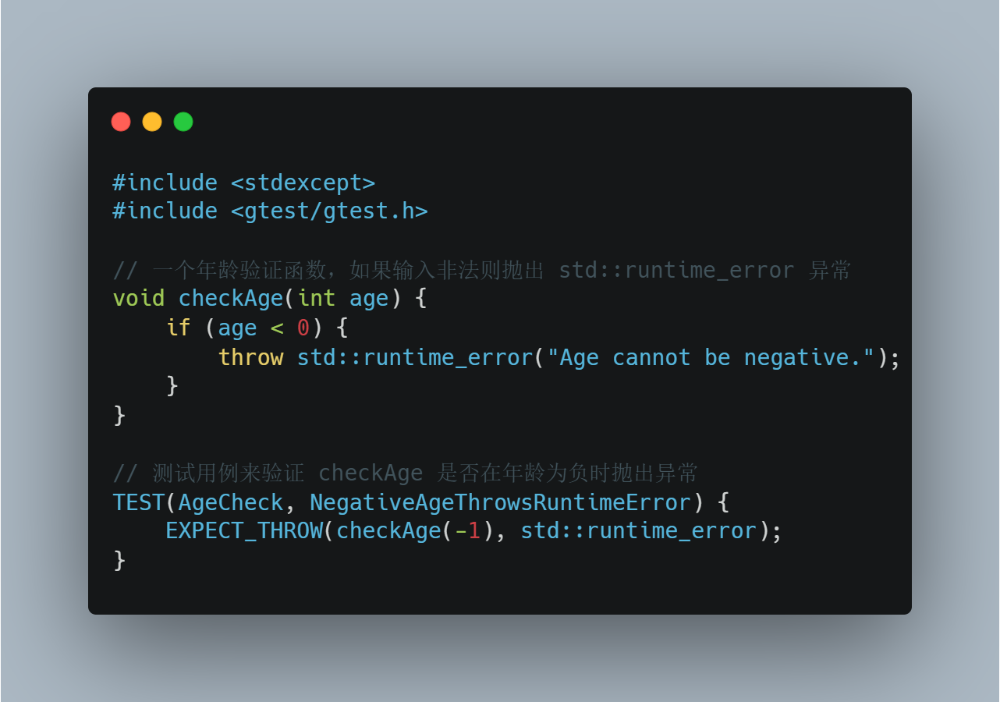 #include <stdexcept>
#include <gtest/gtest.h>
// 一个年龄验证函数，如果输入非法则抛出 std::runtime_error 异常
void checkAge(int age) {
    if (age < 0) {
        throw std::runtime_error("Age cannot be negative.");
    }
}
// 测试用例来验证 checkAge 是否在年龄为负时抛出异常
TEST(AgeCheck, NegativeAgeThrowsRuntimeError) {
    EXPECT_THROW(checkAge(-1), std::runtime_error);
}